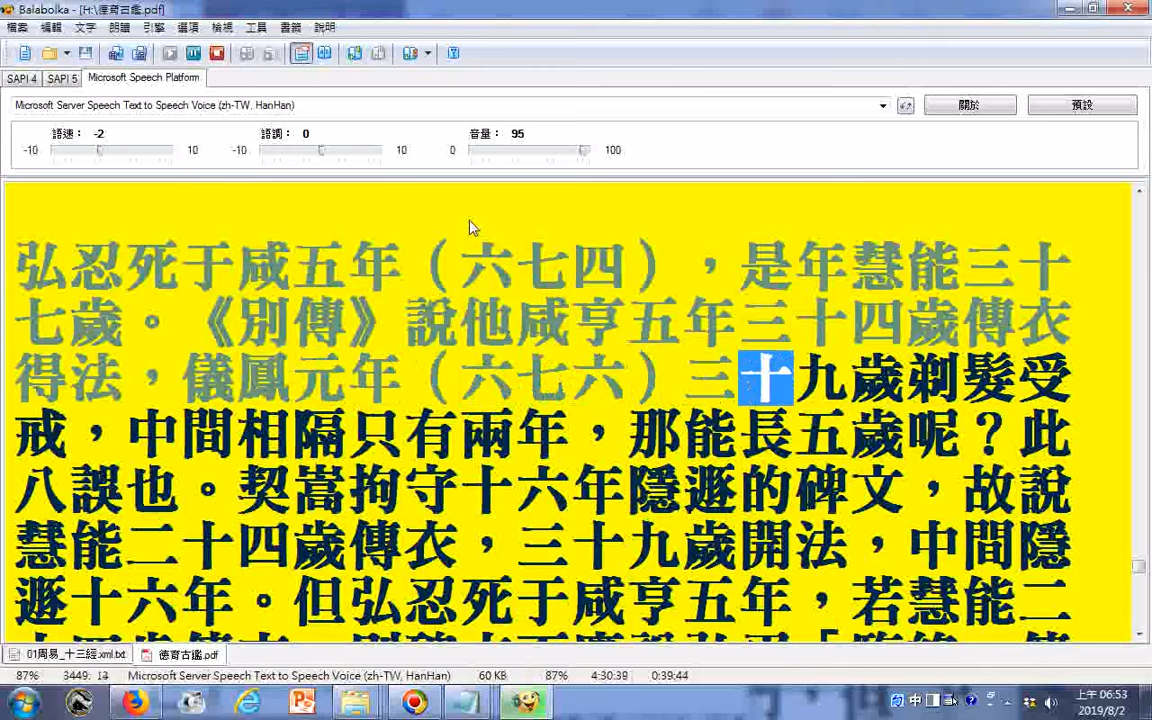 Balabolka - [H:\德育古鑑.pdf]
檔案 編輯 文字 朗讀 引擎 選項 檢視 工具 書籤 說明
SAPI 4 SAPI 5 Microsoft Speech Platform
Microsoft Server Speech Text to Speech Voice (zh-TW, HanHan) 關於 預設
語速： -2 語調： 0 音量： 95
-10 10 -10 10 0 100
弘忍死于咸五年（六七四），是年慧能三十
七歲。《別傳》說他咸亨五年三十四歲傳衣
得法，儀鳳元年（六七六）三十九歲剃髮受
戒，中間相隔只有兩年，那能長五歲呢？此
八誤也。契嵩拘守十六年隱遯的碑文，故說
慧能二十四歲傳衣，三十九歲開法，中間隱
遯十六年。但弘忍死于咸亨五年，若慧能二
01周易_十三經.xml.txt 德育古鑑.pdf
87% 3449: 14 Microsoft Server Speech Text to Speech Voice (zh-TW, HanHan) 60 KB 87% 4:30:39 0:39:44
中 上午 06:53
2019/8/2